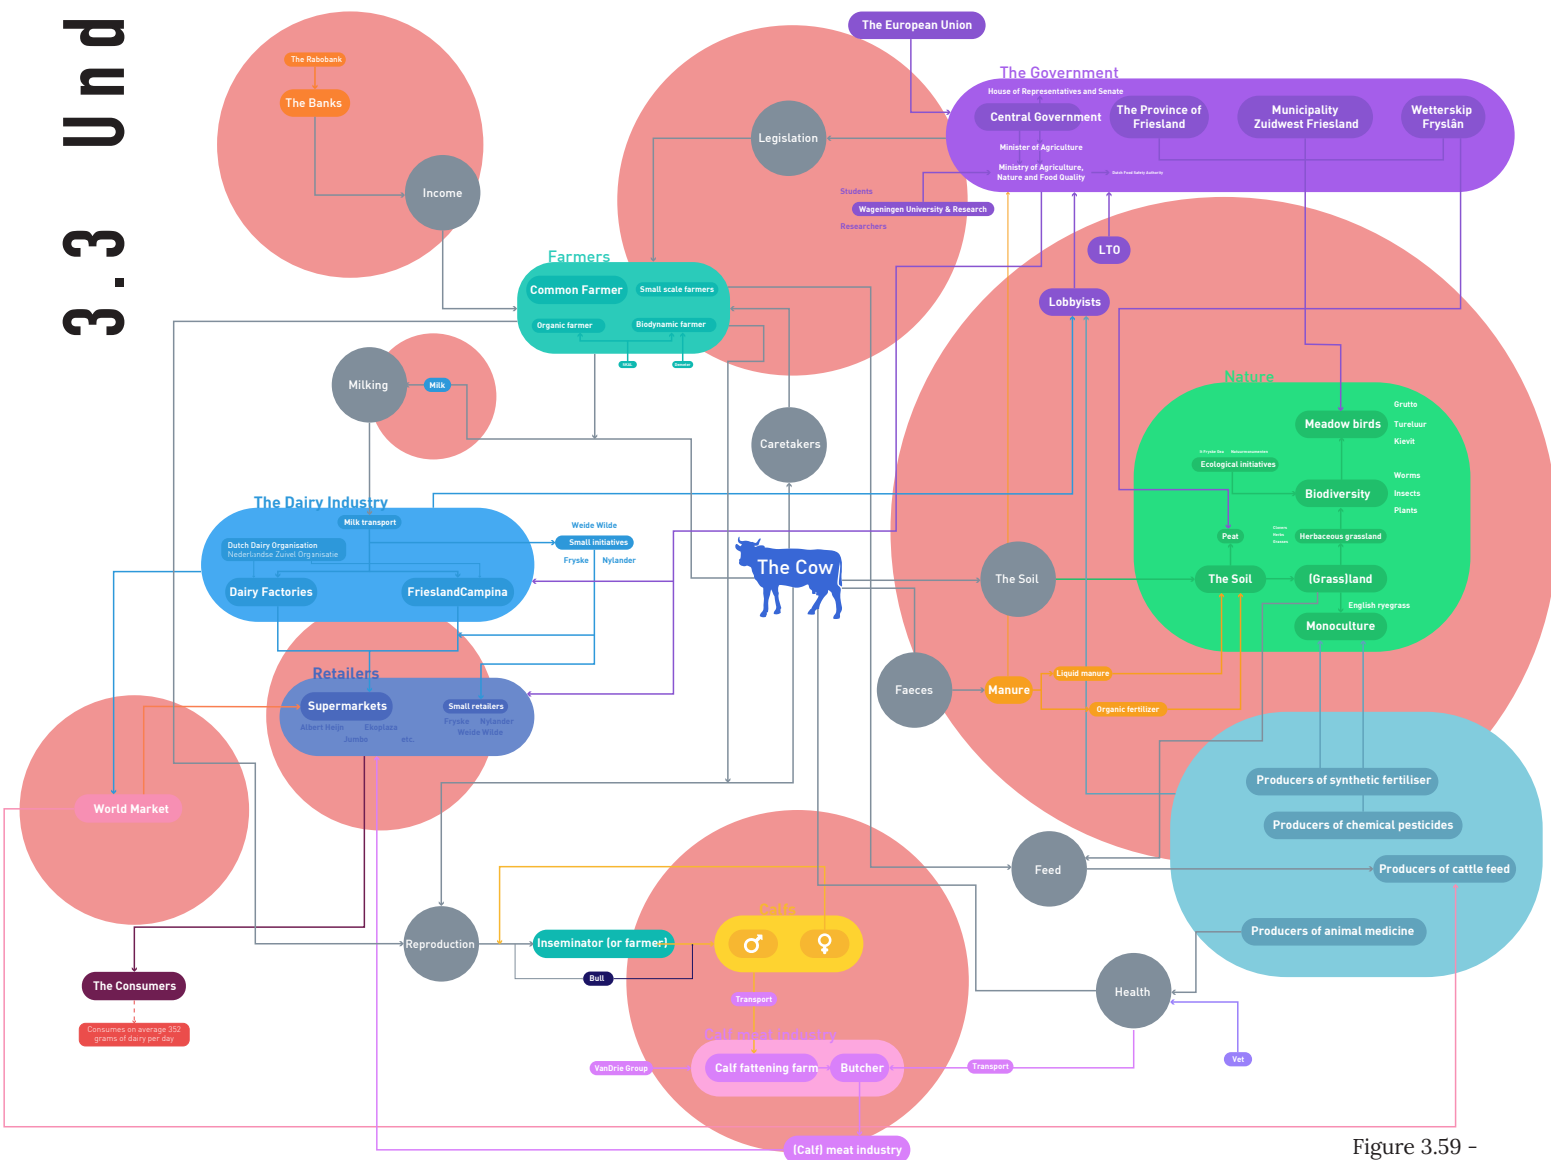 3.3 Und
The Rabobank
The Banks
Income
The European Union
The Government
House of Representatives and Senate
Central Government
Minister of Agriculture
Ministry of Agriculture,
Nature and Food Quality
Dutch Food Safety Authority
The Province of
Friesland
Municipality
Zuidwest Friesland
Wetterskip
Fryslân
Legislation
Students
Wageningen University & Research
Researchers
LTO
Lobbyists
Farmers
Common Farmer
Small scale farmers
Organic farmer
Biodynamic farmer
Milking
Milk
Caretakers
Nature
Meadow birds
Grutto
Tureluur
Kievit
Ecological initiatives
Biodiversity
Worms
Insects
Plants
Peat
Herbaceous grassland
The Soil
(Grass)land
English ryegrass
Monoculture
The Dairy Industry
Milk transport
Dutch Dairy Organisation
Nederlandse Zuivel Organisatie
Dairy Factories
FrieslandCampina
Weide Wilde
Small initiatives
Fryske
Nylander
The Cow
The Soil
Faeces
Manure
Liquid manure
Organic fertilizer
Retailers
Supermarkets
Albert Heijn
Ekoplaza
Jumbo
etc.
Small retailers
Fryske
Nylander
Weide Wilde
World Market
Producers of synthetic fertiliser
Producers of chemical pesticides
Producers of cattle feed
Producers of animal medicine
Feed
Reproduction
Inseminator (or farmer)
Bull
Calfs
Transport
Calf meat industry
VanDrie Group
Calf fattening farm
Butcher
Transport
Health
Vet
The Consumers
Consumes on average 352
grams of dairy per day
(Calf) meat industry
Figure 3.59 -